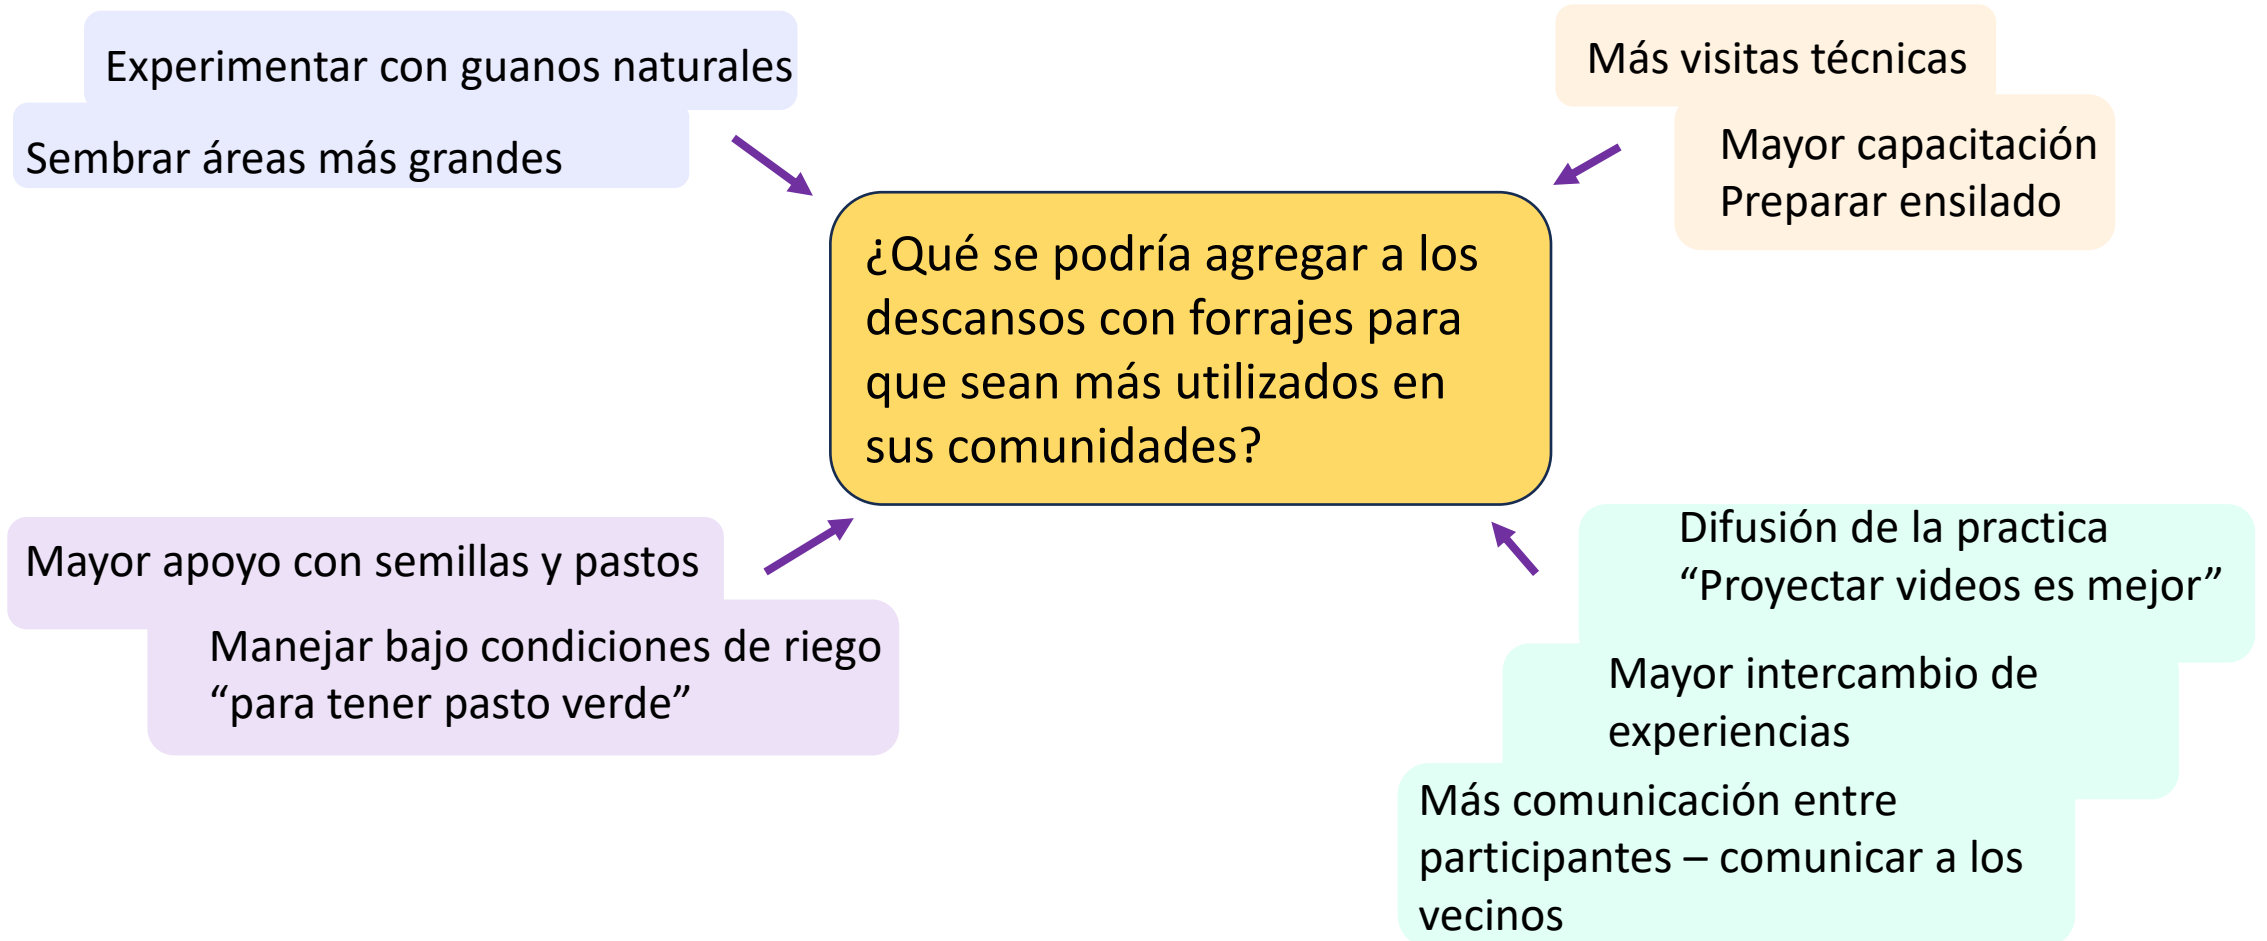 Experimentar con guanos naturales
Sembrar áreas más grandes
Más visitas técnicas
Mayor capacitación
Preparar ensilado
¿Qué se podría agregar a los
descansos con forrajes para
que sean más utilizados en
sus comunidades?
Mayor apoyo con semillas y pastos
Manejar bajo condiciones de riego
“para tener pasto verde”
Difusión de la practica
“Proyectar videos es mejor”
Mayor intercambio de
experiencias
Más comunicación entre
participantes – comunicar a los
vecinos